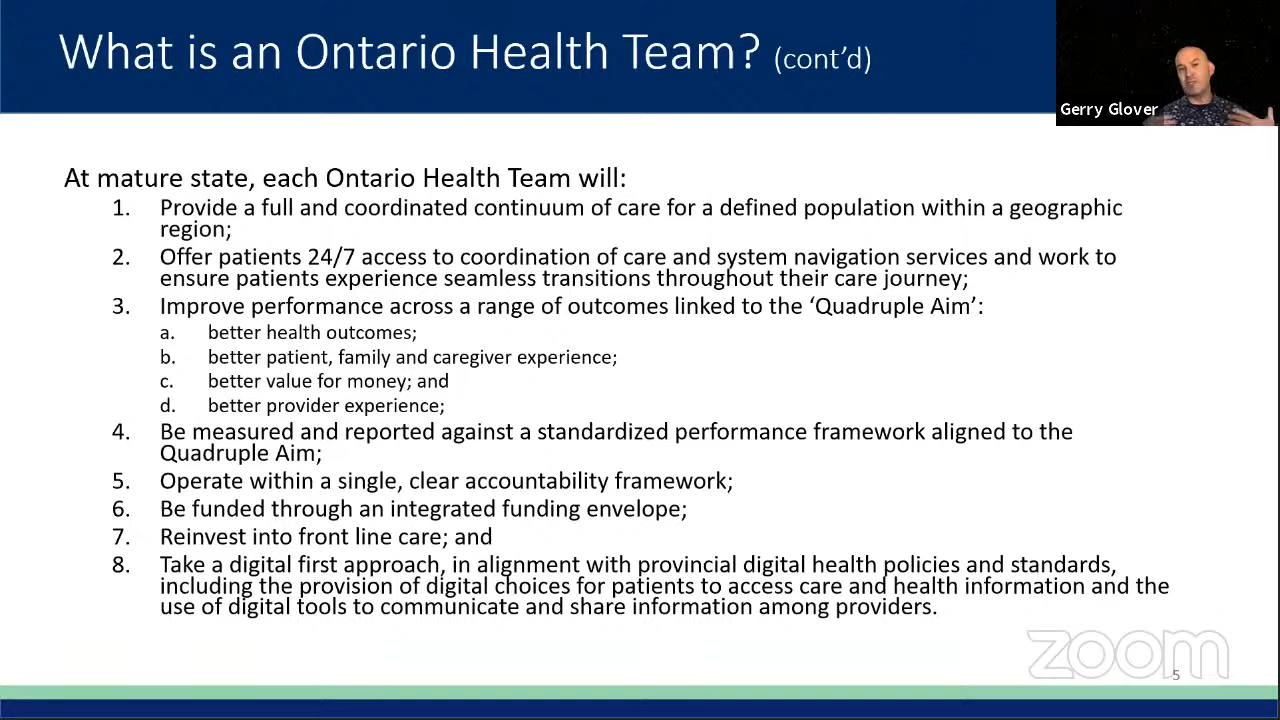 What is an Ontario Health Team? (cont’d)
Gerry Glover
At mature state, each Ontario Health Team will:
1. Provide a full and coordinated continuum of care for a defined population within a geographic
region;
2. Offer patients 24/7 access to coordination of care and system navigation services and work to
ensure patients experience seamless transitions throughout their care journey;
3. Improve performance across a range of outcomes linked to the ‘Quadruple Aim’:
a. better health outcomes;
b. better patient, family and caregiver experience;
c. better value for money; and
d. better provider experience;
4. Be measured and reported against a standardized performance framework aligned to the
Quadruple Aim;
5. Operate within a single, clear accountability framework;
6. Be funded through an integrated funding envelope;
7. Reinvest into front line care; and
8. Take a digital first approach, in alignment with provincial digital health policies and standards,
including the provision of digital choices for patients to access care and health information and the
use of digital tools to communicate and share information among providers.
zoom
5